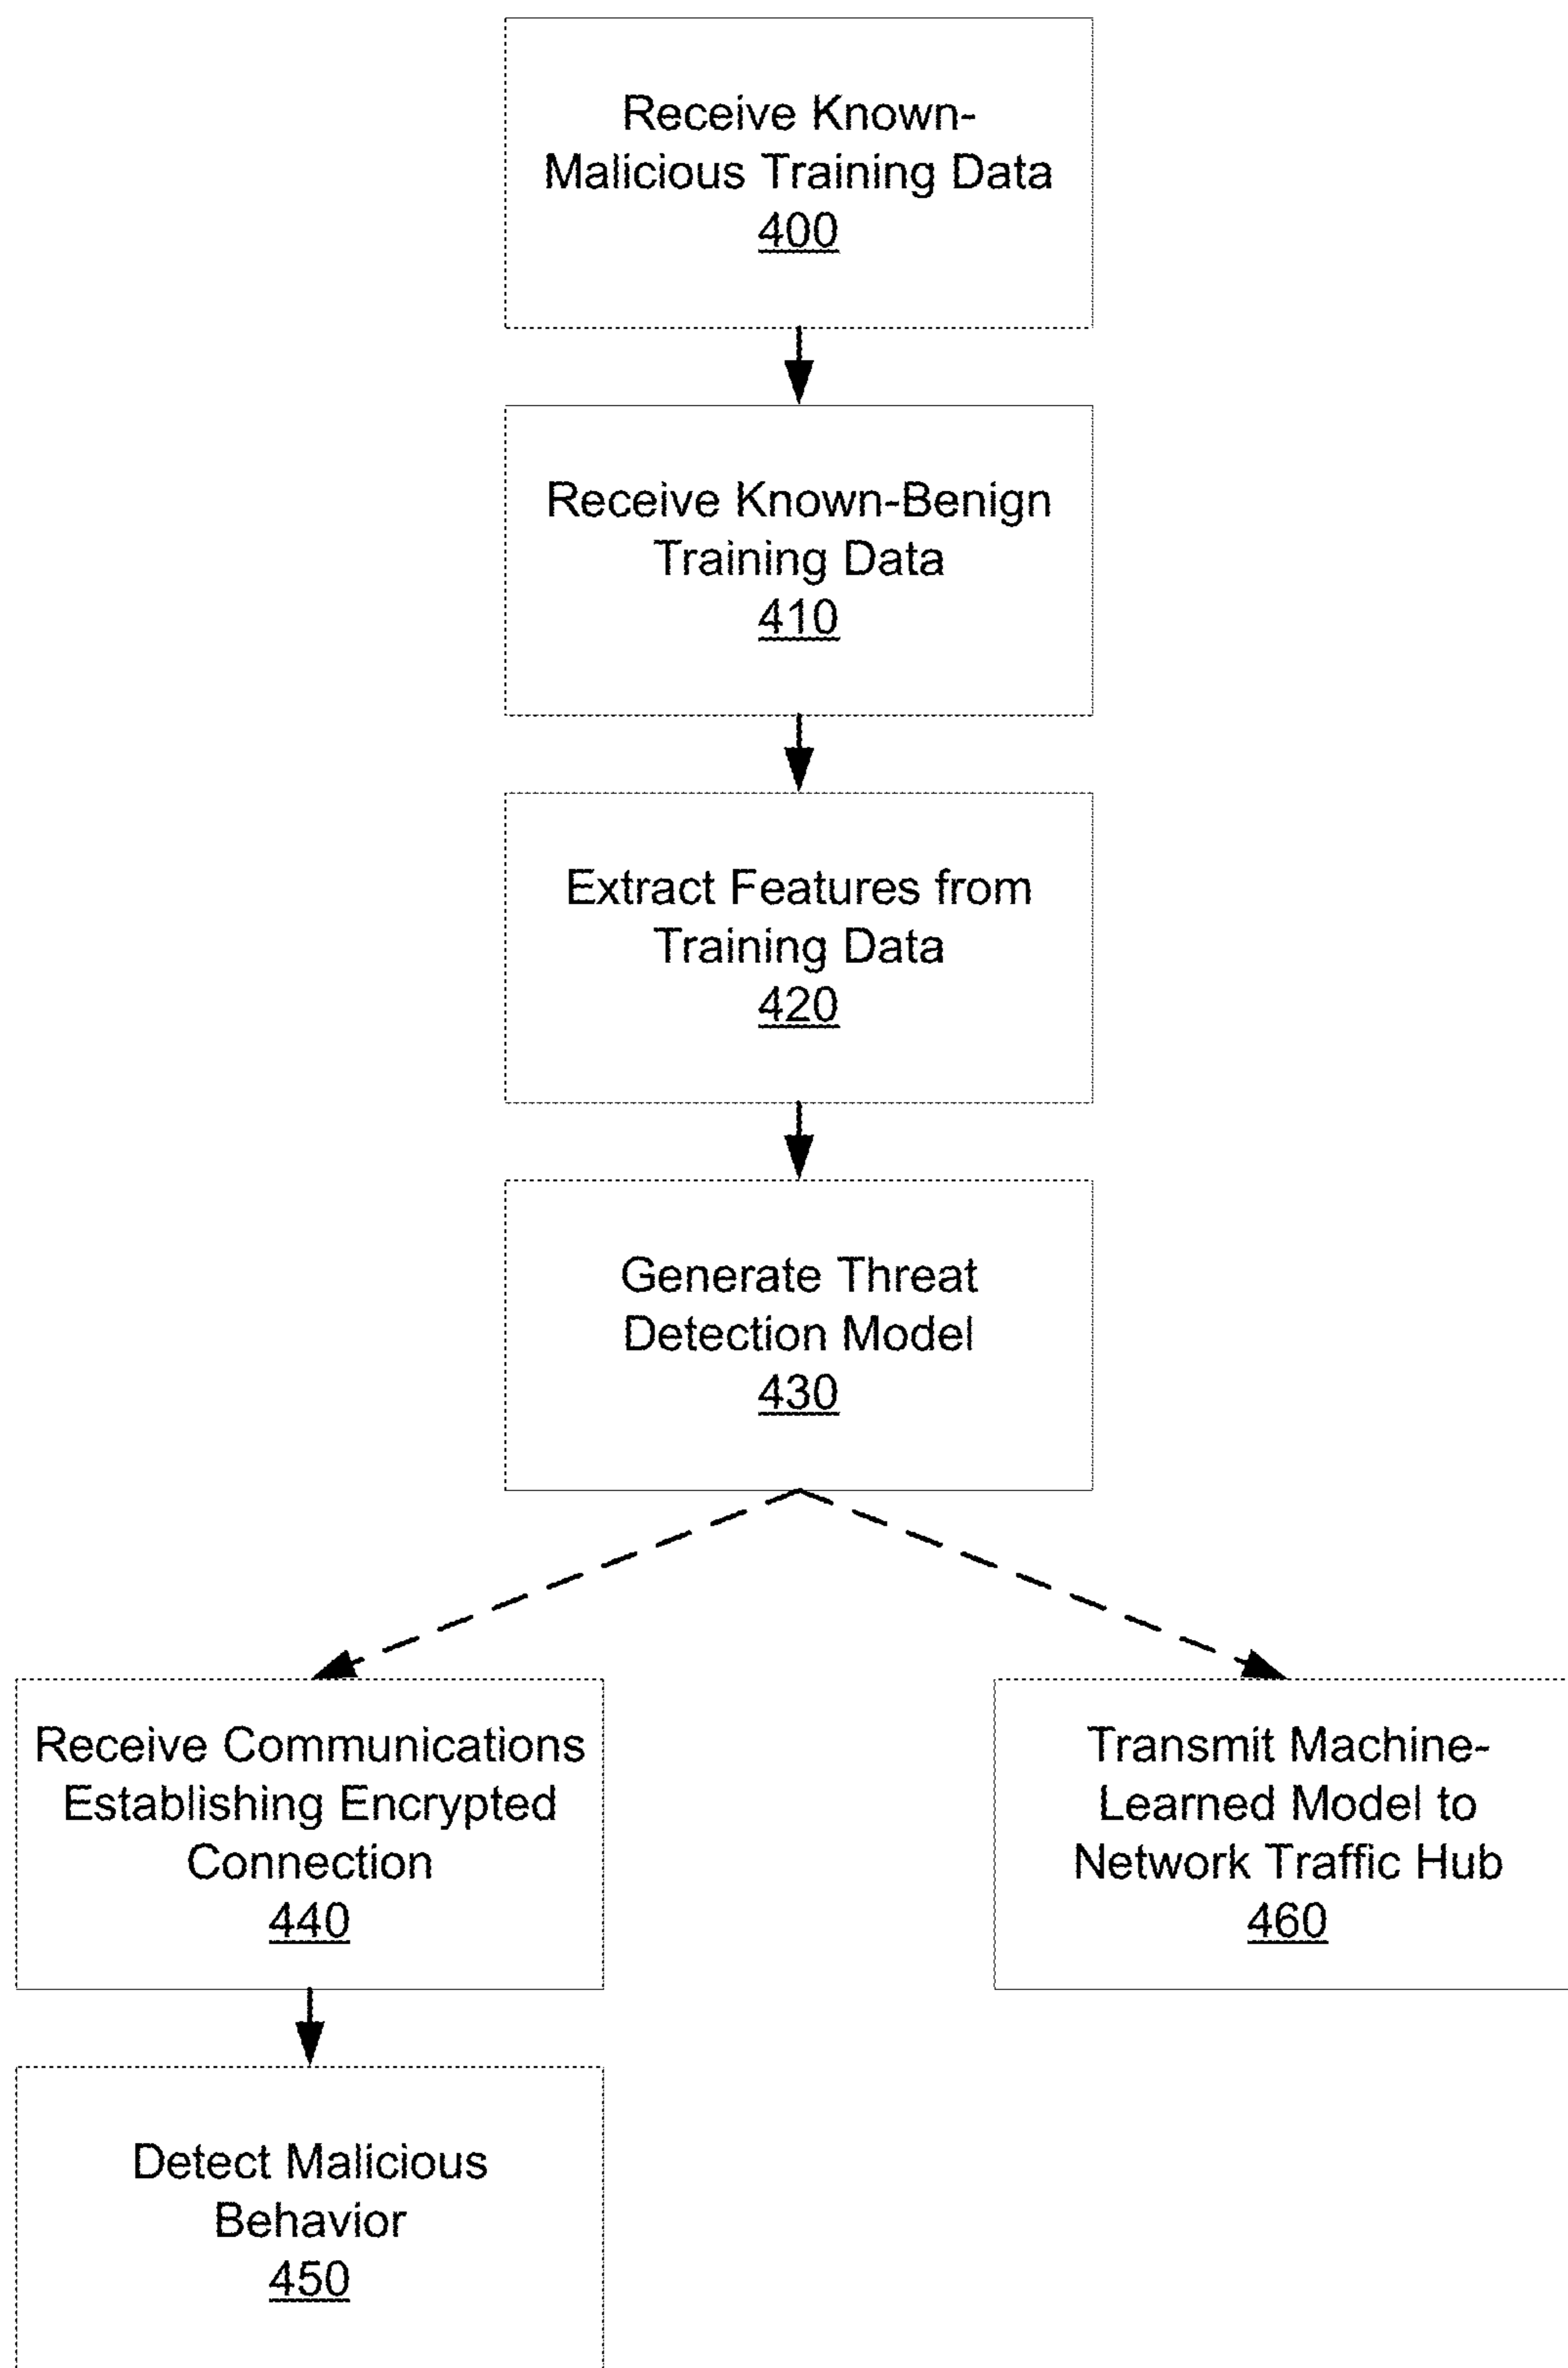 Receive Known-
Malicious Training Data
400
Receive Known-Benign
Training Data
410
Extract Features from
Training Data
420
Generate Threat
Detection Model
430
Receive Communications
Establishing Encrypted
Connection
440
Transmit Machine-
Learned Model to
Network Traffic Hub
460
Detect Malicious
Behavior
450